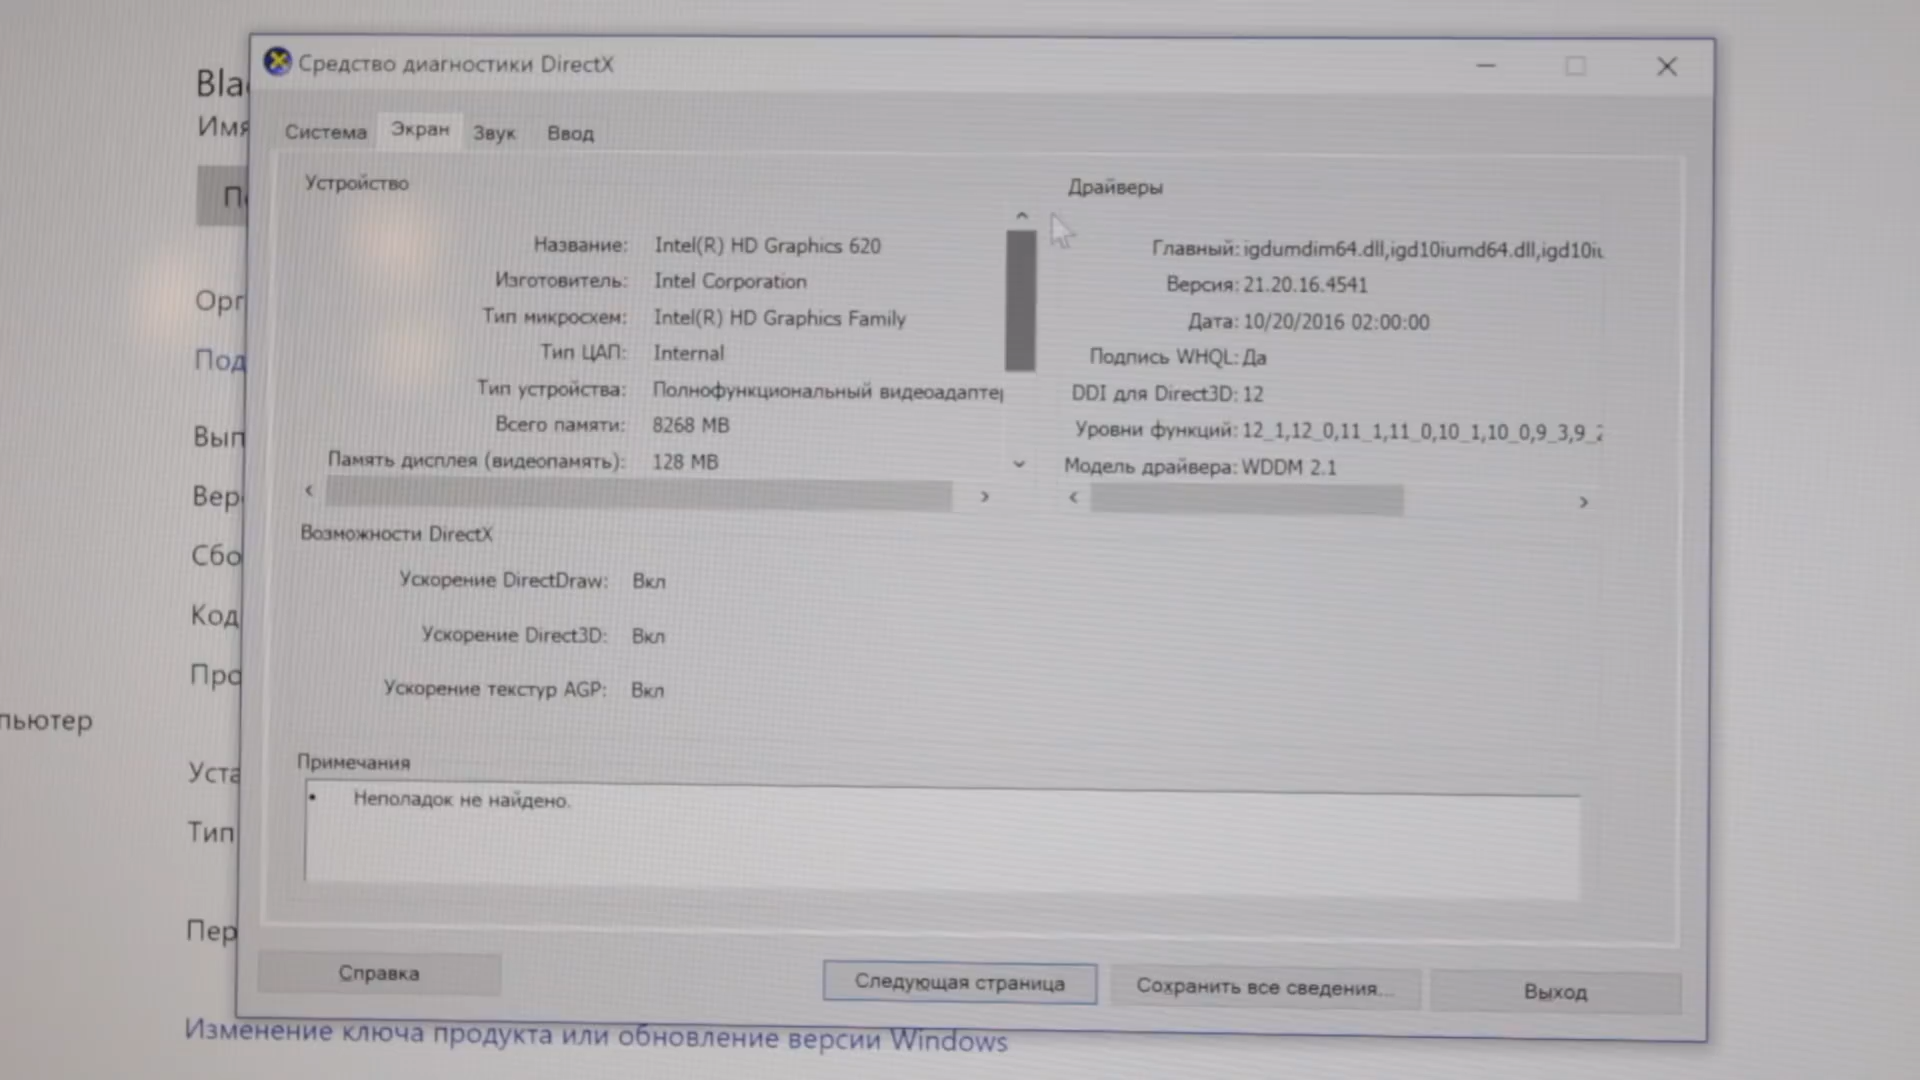 Средство диагностики DirectX
Система Экран Звук Ввод
Устройство
Название: Intel(R) HD Graphics 620
Изготовитель: Intel Corporation
Тип микросхем: Intel(R) HD Graphics Family
Тип ЦАП: Internal
Тип устройства: Полнофункциональный видеоадаптер
Всего памяти: 8268 MB
Память дисплея (видеопамять): 128 MB
Драйверы
Главный: igdumdim64.dll,igd10iumd64.dll,igd10iu
Версия: 21.20.16.4541
Дата: 10/20/2016 02:00:00
Подпись WHQL: Да
DDI для Direct3D: 12
Уровни функций: 12_1,12_0,11_1,11_0,10_1,10_0,9_3,9_2
Модель драйвера: WDDM 2.1
Возможности DirectX
Ускорение DirectDraw: Вкл
Ускорение Direct3D: Вкл
Ускорение текстур AGP: Вкл
Примечания
• Неполадок не найдено.
Справка
Следующая страница
Сохранить все сведения...
Выход
Bla
Имя
П
Орг
Под
Вып
Вер
Сбо
Код
Про
пьютер
Уста
Тип
Пер
Изменение ключа продукта или обновление версии Windows